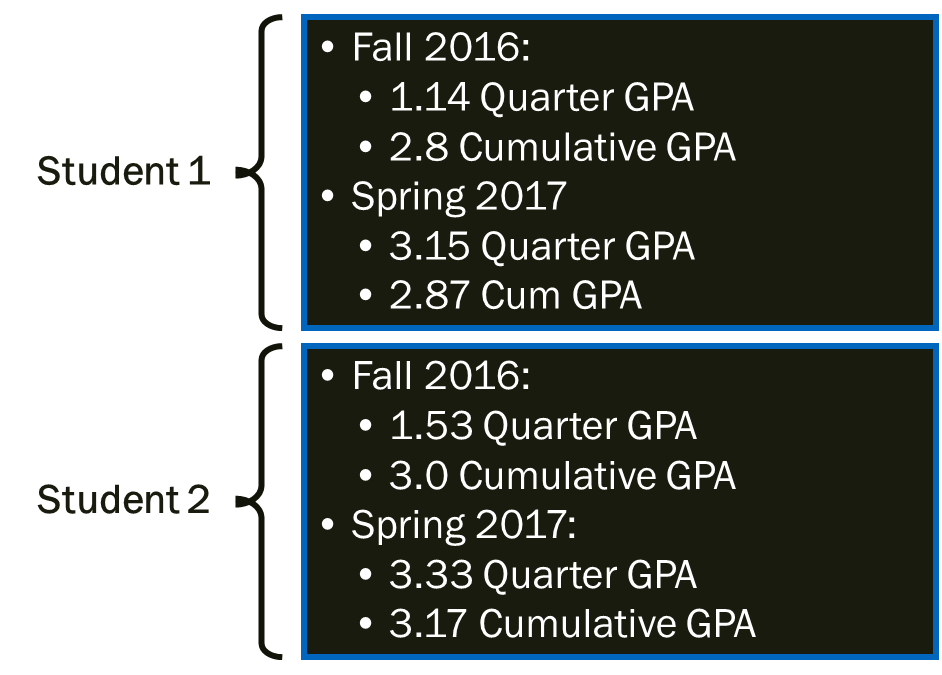 Student 1
• Fall 2016:
• 1.14 Quarter GPA
• 2.8 Cumulative GPA
• Spring 2017
• 3.15 Quarter GPA
• 2.87 Cum GPA
Student 2
• Fall 2016:
• 1.53 Quarter GPA
• 3.0 Cumulative GPA
• Spring 2017:
• 3.33 Quarter GPA
• 3.17 Cumulative GPA